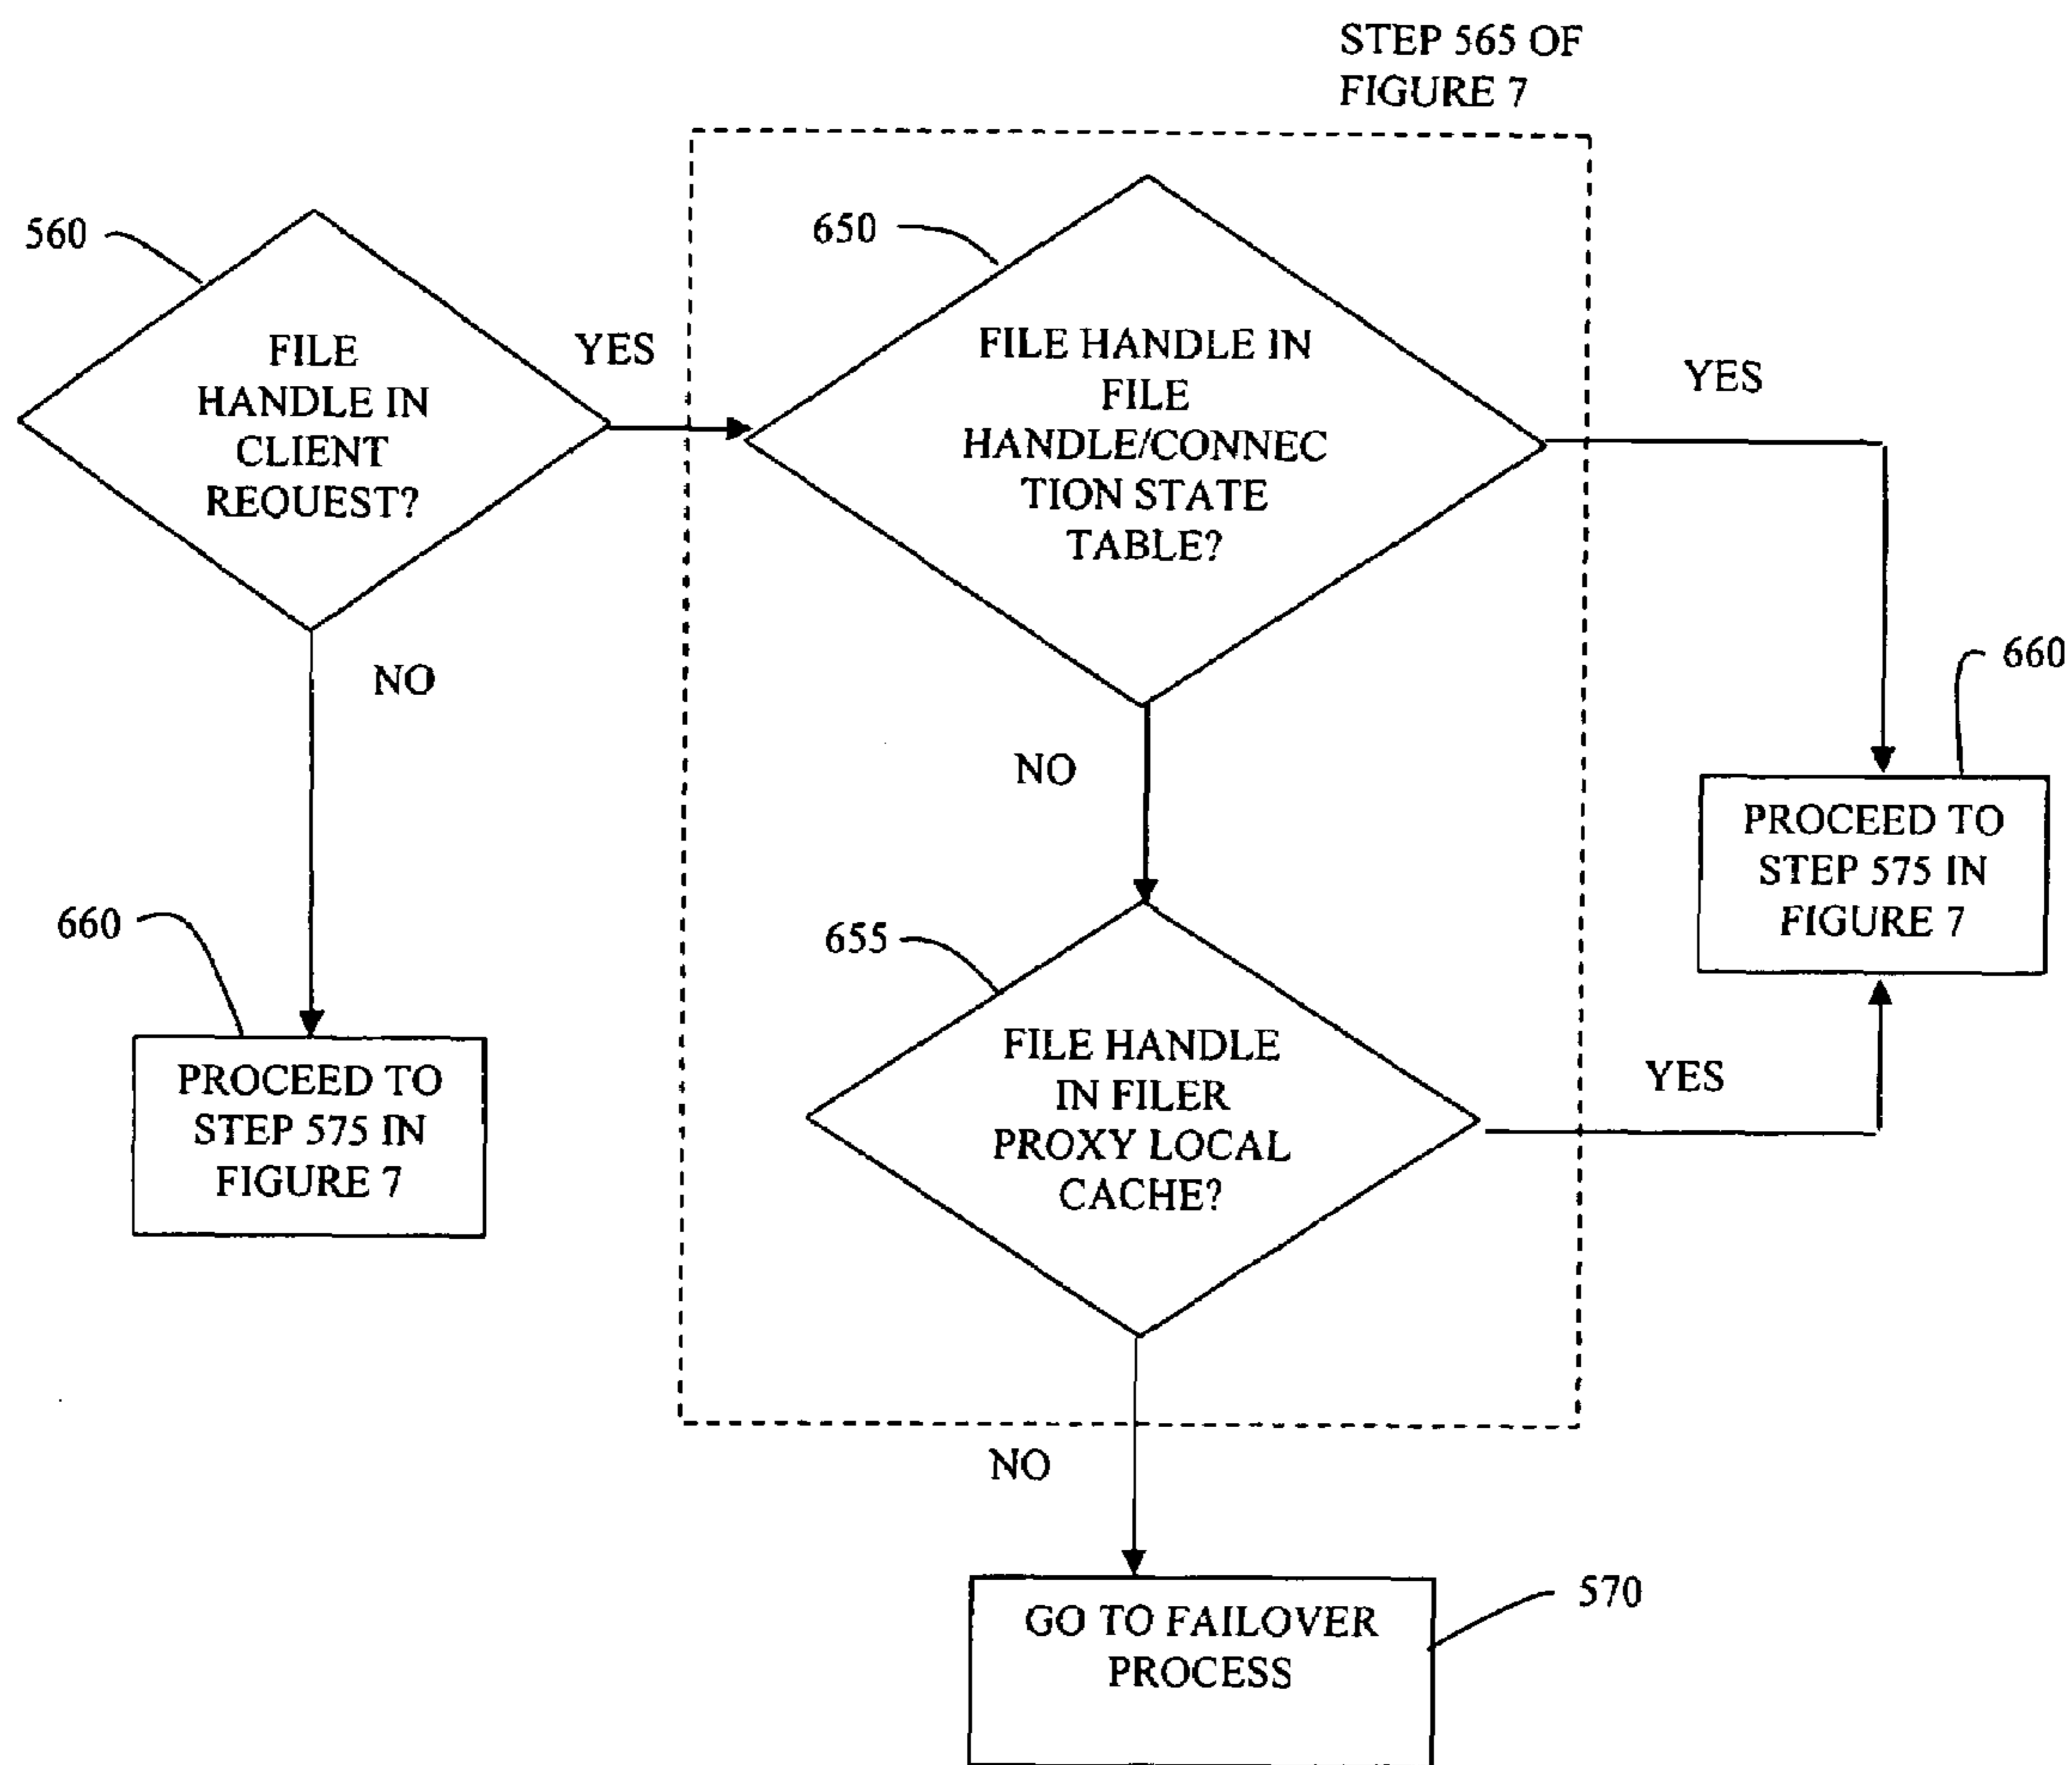 STEP 565 OF
FIGURE 7
560
FILE
HANDLE IN
CLIENT
REQUEST?
YES
NO
650
FILE HANDLE IN
FILE
HANDLE/CONNEC
TION STATE
TABLE?
YES
NO
660
PROCEED TO
STEP 575 IN
FIGURE 7
660
PROCEED TO
STEP 575 IN
FIGURE 7
655
FILE HANDLE
IN FILER
PROXY LOCAL
CACHE?
YES
NO
GO TO FAILOVER
PROCESS
570